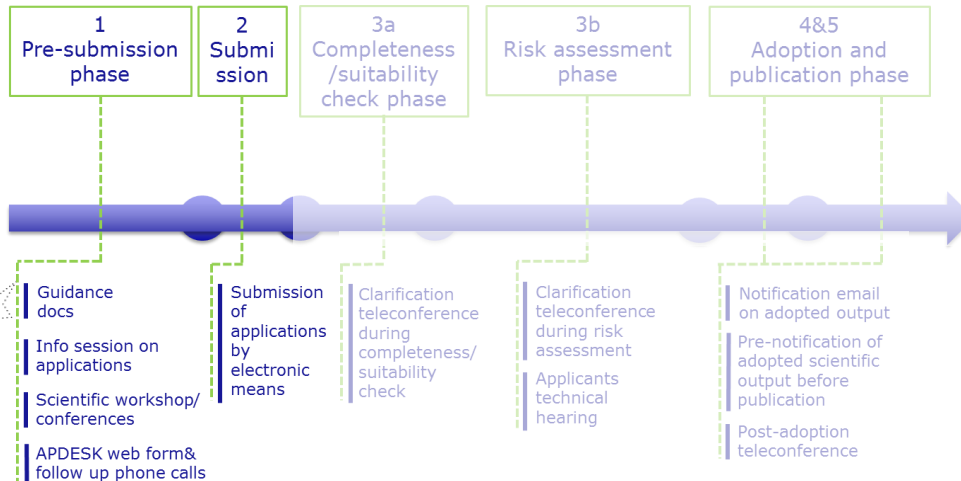 1
Pre-submission
phase
2
Submi
ssion
3a
Completeness
/suitability
check phase
3b
Risk assessment
phase
4&5
Adoption and
publication phase
Guidance
docs
Info session on
applications
Scientific workshop/
conferences
APDESK web form&
follow up phone calls
Submission
of
applications
by
electronic
means
Clarification
teleconference
during
completeness/
suitability
check
Clarification
teleconference
during risk
assessment
Applicants
technical
hearing
Notification email
on adopted output
Pre-notification of
adopted scientific
output before
publication
Post-adoption
teleconference